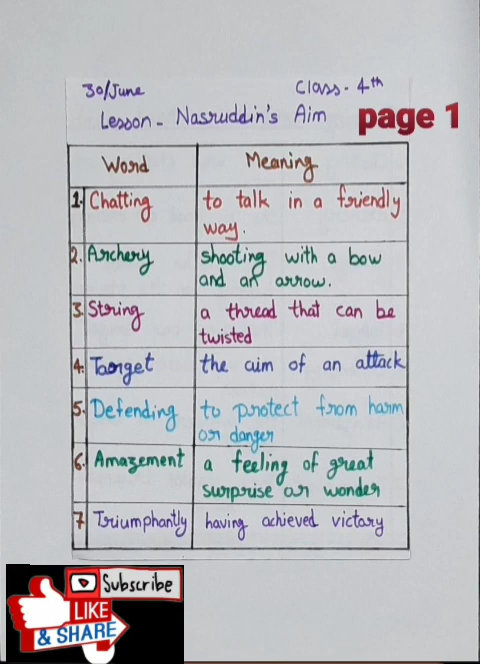 30/June Class - 4th
Lesson - Nasruddin's Aim
page 1
Word Meaning
1. Chatting to talk in a friendly
way.
2. Archery shooting with a bow
and an arrow.
3. String a thread that can be
twisted
4. Target the aim of an attack
5. Defending to protect from harm
or danger
6. Amazement a feeling of great
surprise or wonder
7 Triumphantly having achieved victory
Subscribe
LIKE
& SHARE